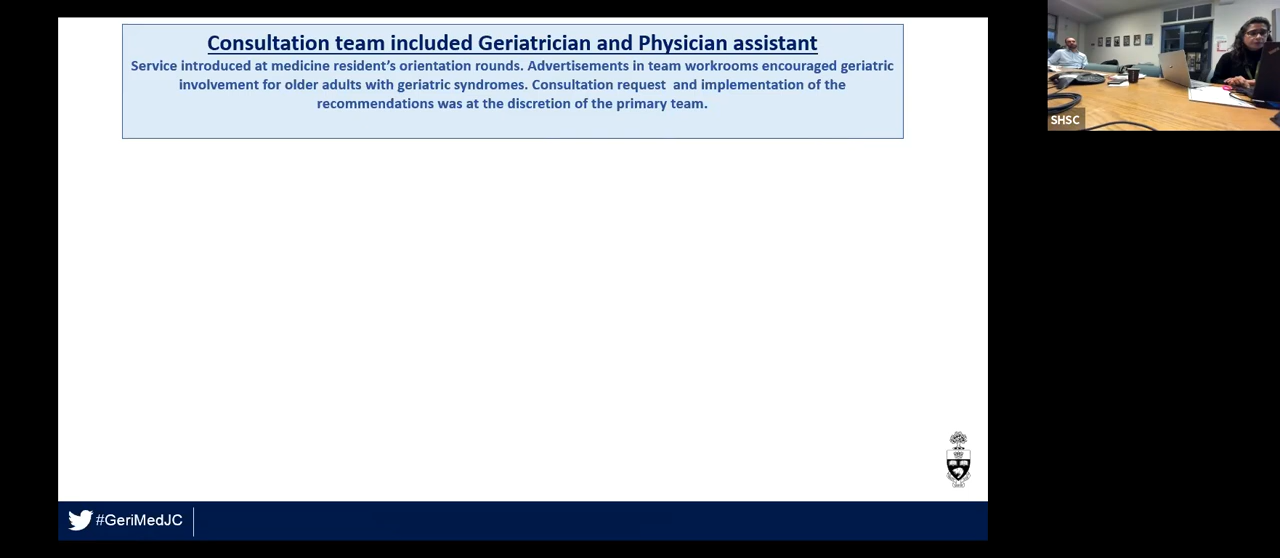 Consultation team included Geriatrician and Physician assistant
Service introduced at medicine resident's orientation rounds. Advertisements in team workrooms encouraged geriatric
involvement for older adults with geriatric syndromes. Consultation request  and implementation of the
recommendations was at the discretion of the primary team.
SHSC
#GeriMedJC